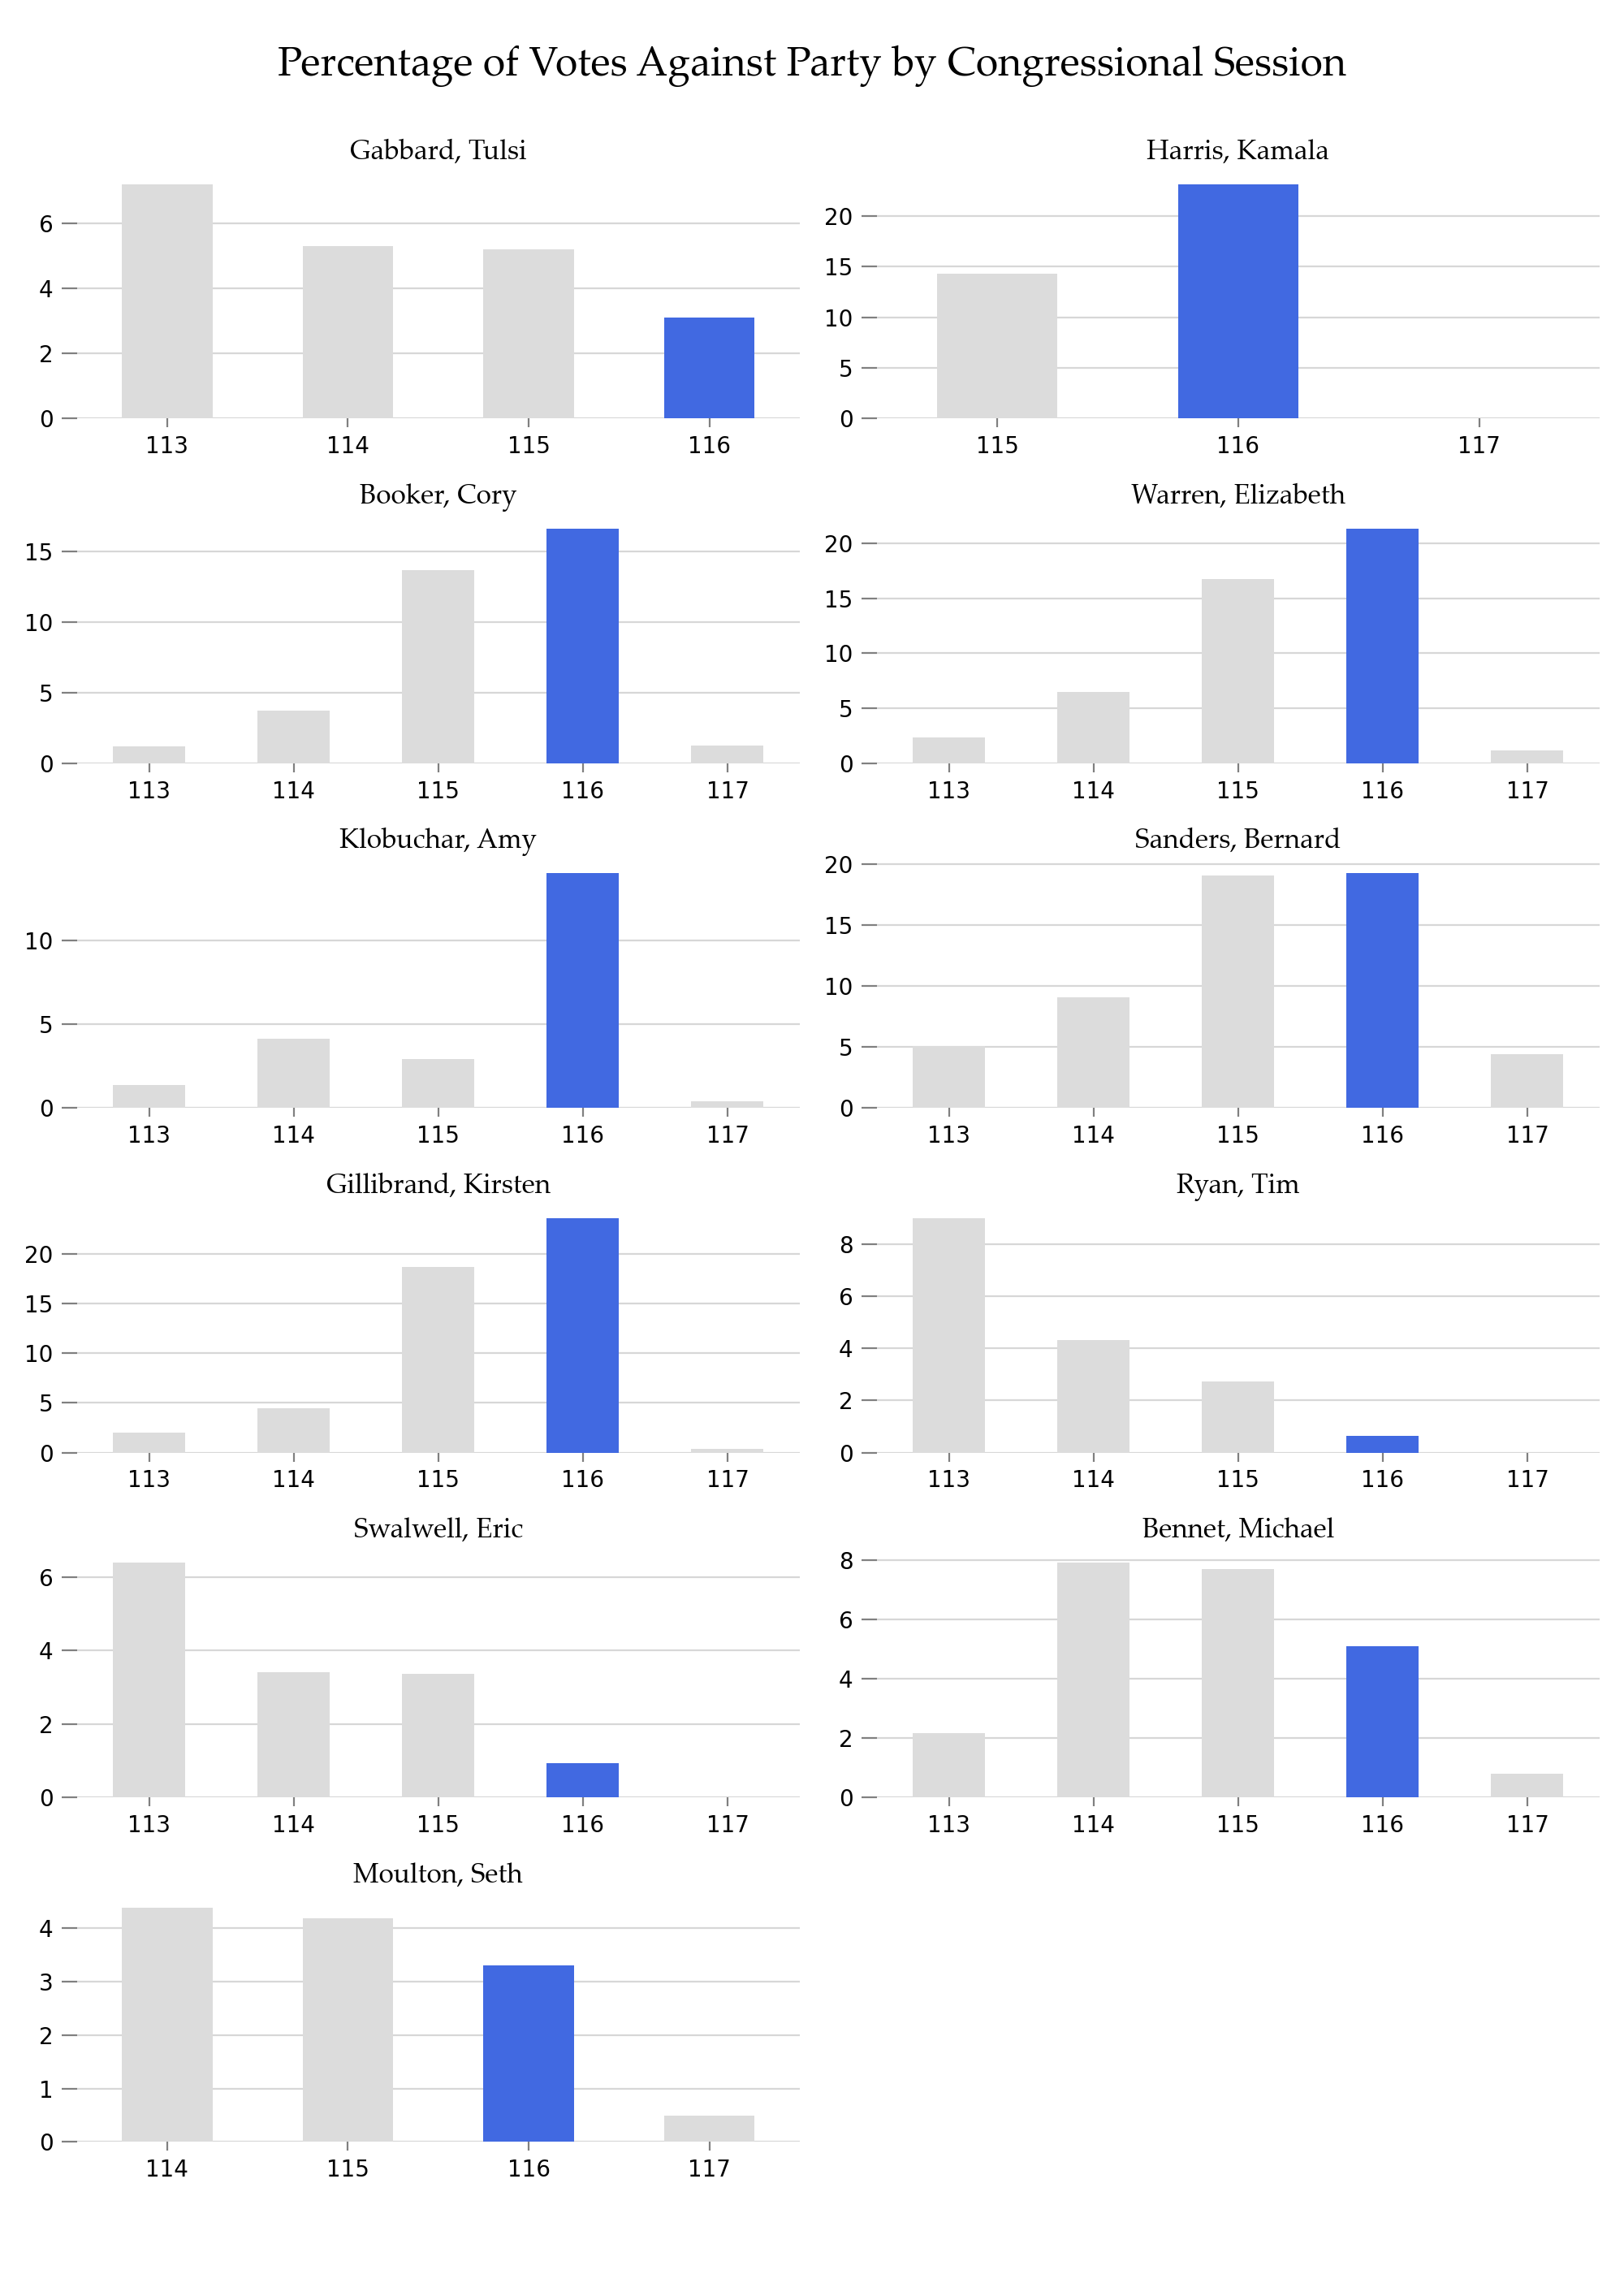 Percentage of Votes Against Party by Congressional Session
Gabbard, Tulsi
6
4
2
0
113 114 115 116
Harris, Kamala
20
15
10
5
0
115 116 117
Booker, Cory
15
10
5
0
113 114 115 116 117
Warren, Elizabeth
20
15
10
5
0
113 114 115 116 117
Klobuchar, Amy
10
5
0
113 114 115 116 117
Sanders, Bernard
20
15
10
5
0
113 114 115 116 117
Gillibrand, Kirsten
20
15
10
5
0
113 114 115 116 117
Ryan, Tim
8
6
4
2
0
113 114 115 116 117
Swalwell, Eric
6
4
2
0
113 114 115 116 117
Bennet, Michael
8
6
4
2
0
113 114 115 116 117
Moulton, Seth
4
3
2
1
0
114 115 116 117